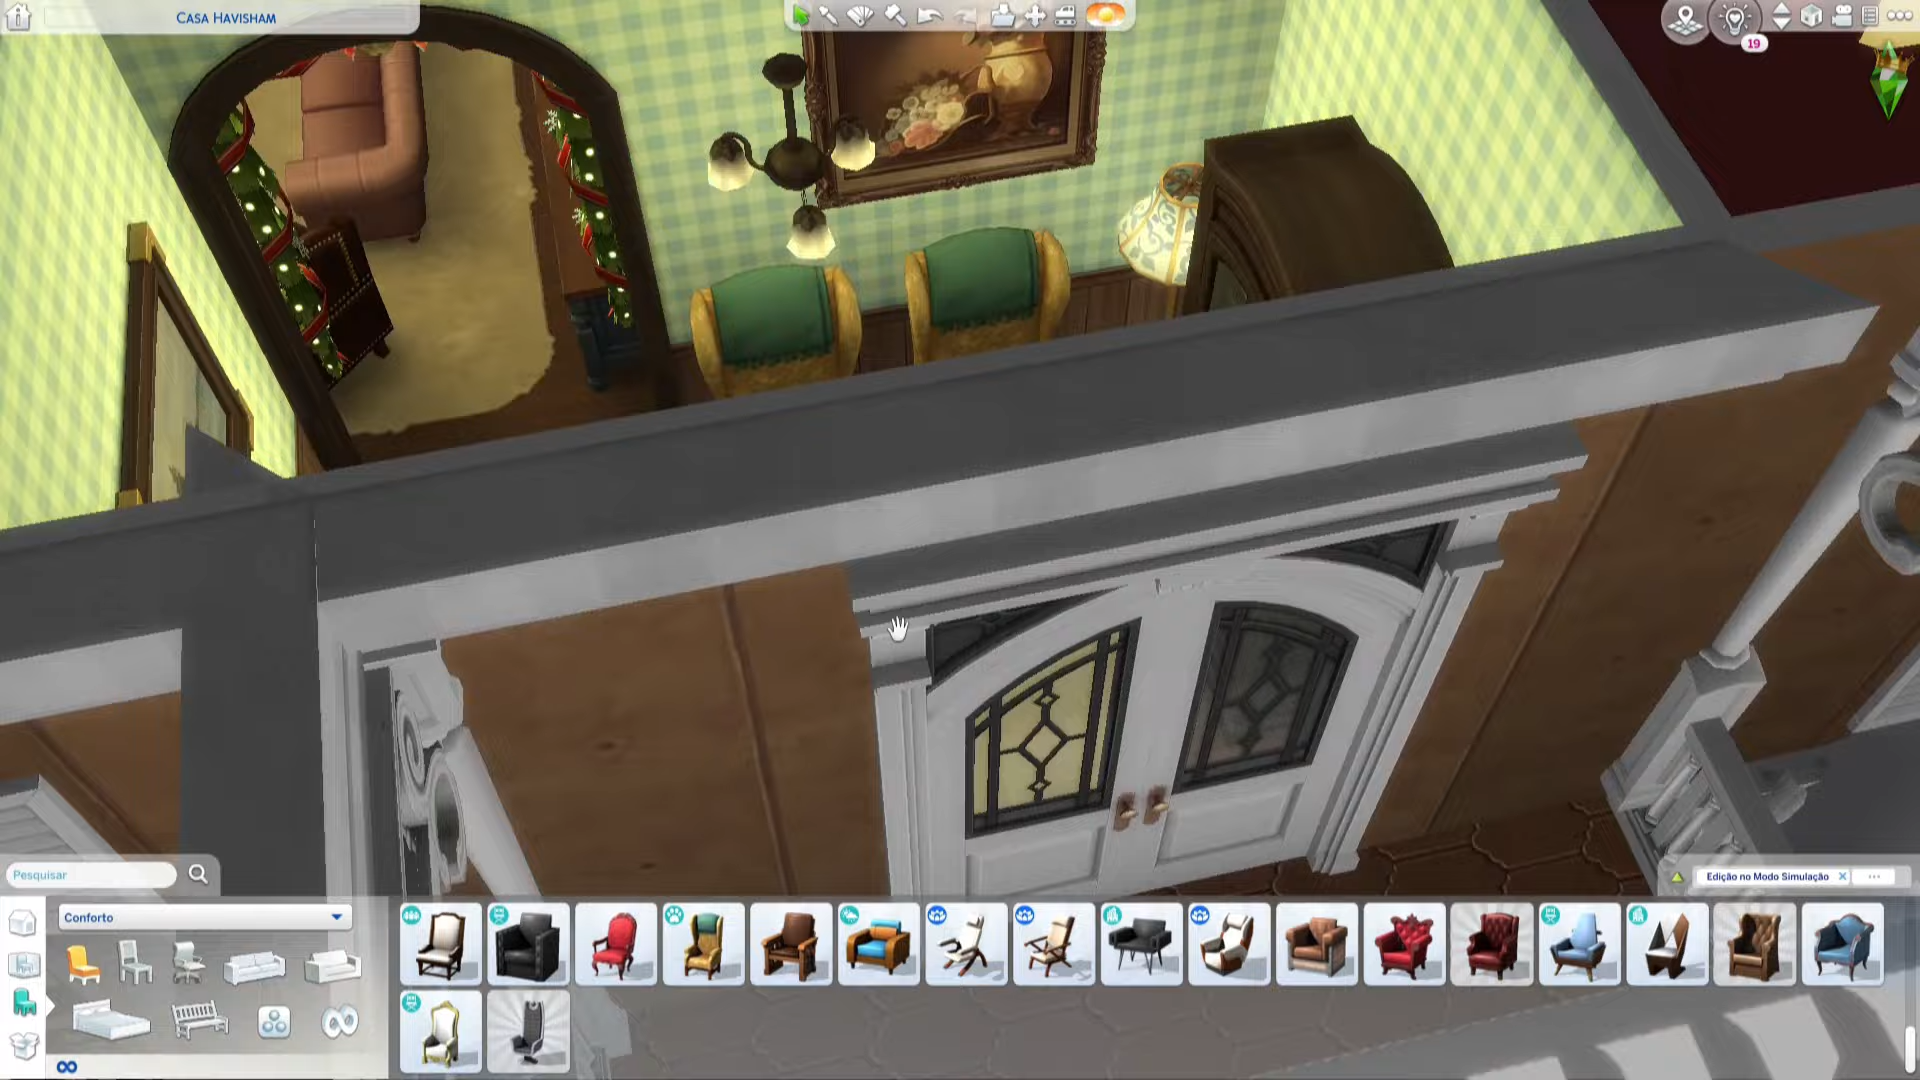 CASA HAVISHAM
19
Pesquisar
Edição no Modo Simulação
Conforto